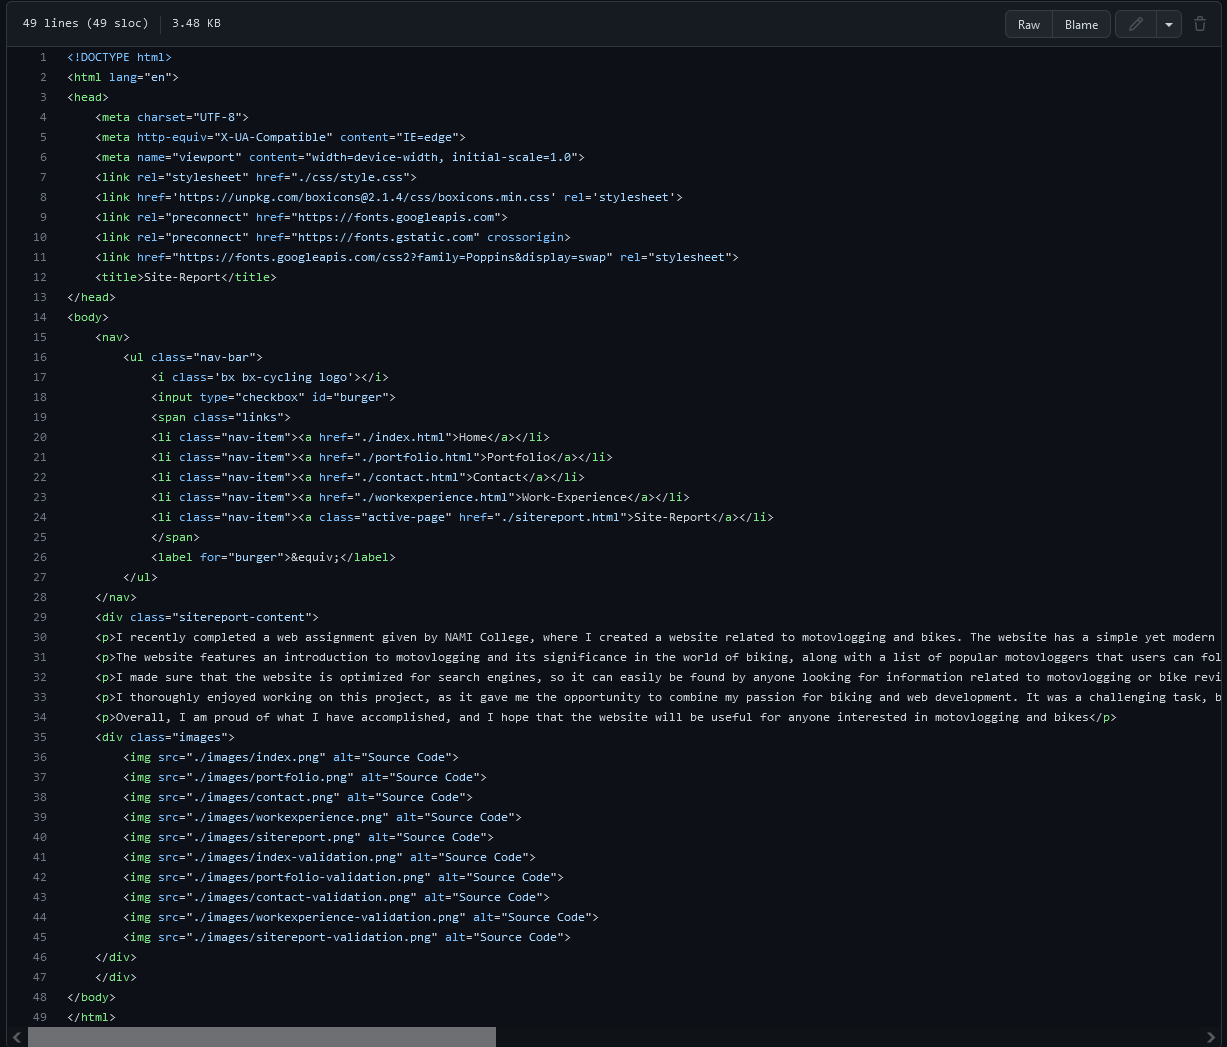 49 lines (49 sloc) 3.48 KB Raw Blame
1 <!DOCTYPE html>
2 <html lang="en">
3 <head>
4 <meta charset="UTF-8">
5 <meta http-equiv="X-UA-Compatible" content="IE=edge">
6 <meta name="viewport" content="width=device-width, initial-scale=1.0">
7 <link rel="stylesheet" href="./css/style.css">
8 <link href='https://unpkg.com/boxicons@2.1.4/css/boxicons.min.css' rel='stylesheet'>
9 <link rel="preconnect" href="https://fonts.googleapis.com">
10 <link rel="preconnect" href="https://fonts.gstatic.com" crossorigin>
11 <link href="https://fonts.googleapis.com/css2?family=Poppins&display=swap" rel="stylesheet">
12 <title>Site-Report</title>
13 </head>
14 <body>
15 <nav>
16 <ul class="nav-bar">
17 <i class='bx bx-cycling logo'></i>
18 <input type="checkbox" id="burger">
19 <span class="links">
20 <li class="nav-item"><a href="./index.html">Home</a></li>
21 <li class="nav-item"><a href="./portfolio.html">Portfolio</a></li>
22 <li class="nav-item"><a href="./contact.html">Contact</a></li>
23 <li class="nav-item"><a href="./workexperience.html">Work-Experience</a></li>
24 <li class="nav-item"><a class="active-page" href="./sitereport.html">Site-Report</a></li>
25 </span>
26 <label for="burger">&equiv;</label>
27 </ul>
28 </nav>
29 <div class="sitereport-content">
30 <p>I recently completed a web assignment given by NAMI College, where I created a website related to motovlogging and bikes. The website has a simple yet modern
31 <p>The website features an introduction to motovlogging and its significance in the world of biking, along with a list of popular motovloggers that users can fol
32 <p>I made sure that the website is optimized for search engines, so it can easily be found by anyone looking for information related to motovlogging or bike revi
33 <p>I thoroughly enjoyed working on this project, as it gave me the opportunity to combine my passion for biking and web development. It was a challenging task, b
34 <p>Overall, I am proud of what I have accomplished, and I hope that the website will be useful for anyone interested in motovlogging and bikes</p>
35 <div class="images">
36 <img src="./images/index.png" alt="Source Code">
37 <img src="./images/portfolio.png" alt="Source Code">
38 <img src="./images/contact.png" alt="Source Code">
39 <img src="./images/workexperience.png" alt="Source Code">
40 <img src="./images/sitereport.png" alt="Source Code">
41 <img src="./images/index-validation.png" alt="Source Code">
42 <img src="./images/portfolio-validation.png" alt="Source Code">
43 <img src="./images/contact-validation.png" alt="Source Code">
44 <img src="./images/workexperience-validation.png" alt="Source Code">
45 <img src="./images/sitereport-validation.png" alt="Source Code">
46 </div>
47 </div>
48 </body>
49 </html>